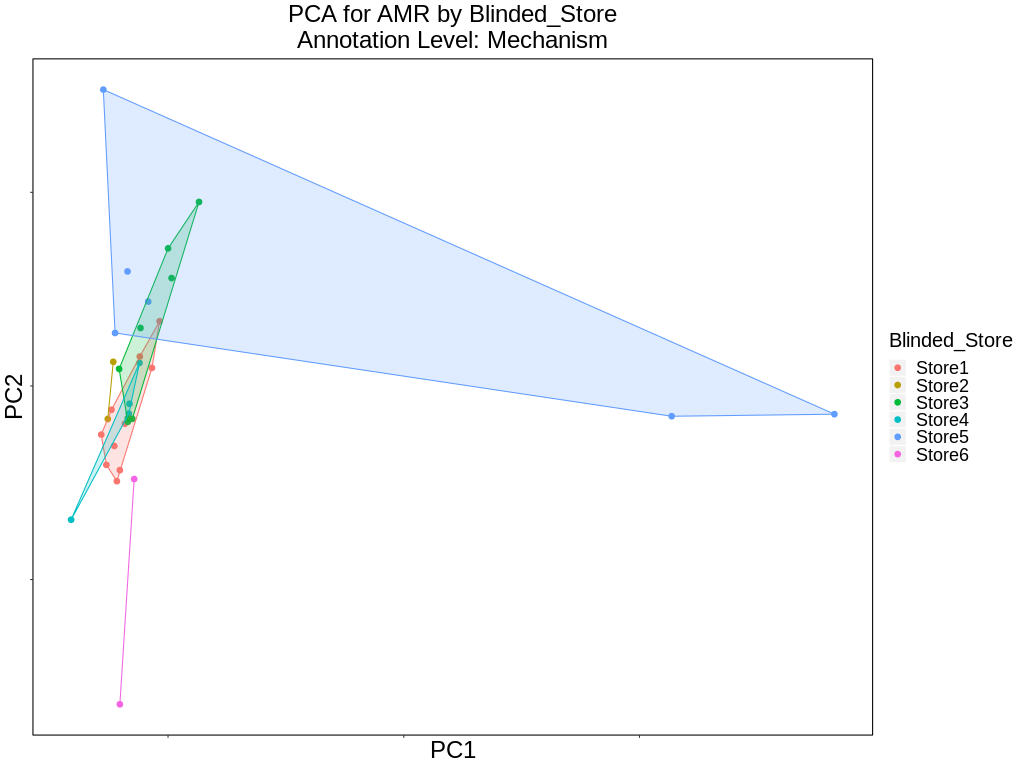 PCA for AMR by Blinded_Store
Annotation Level: Mechanism
PC2
PC1
Blinded_Store
Store1
Store2
Store3
Store4
Store5
Store6